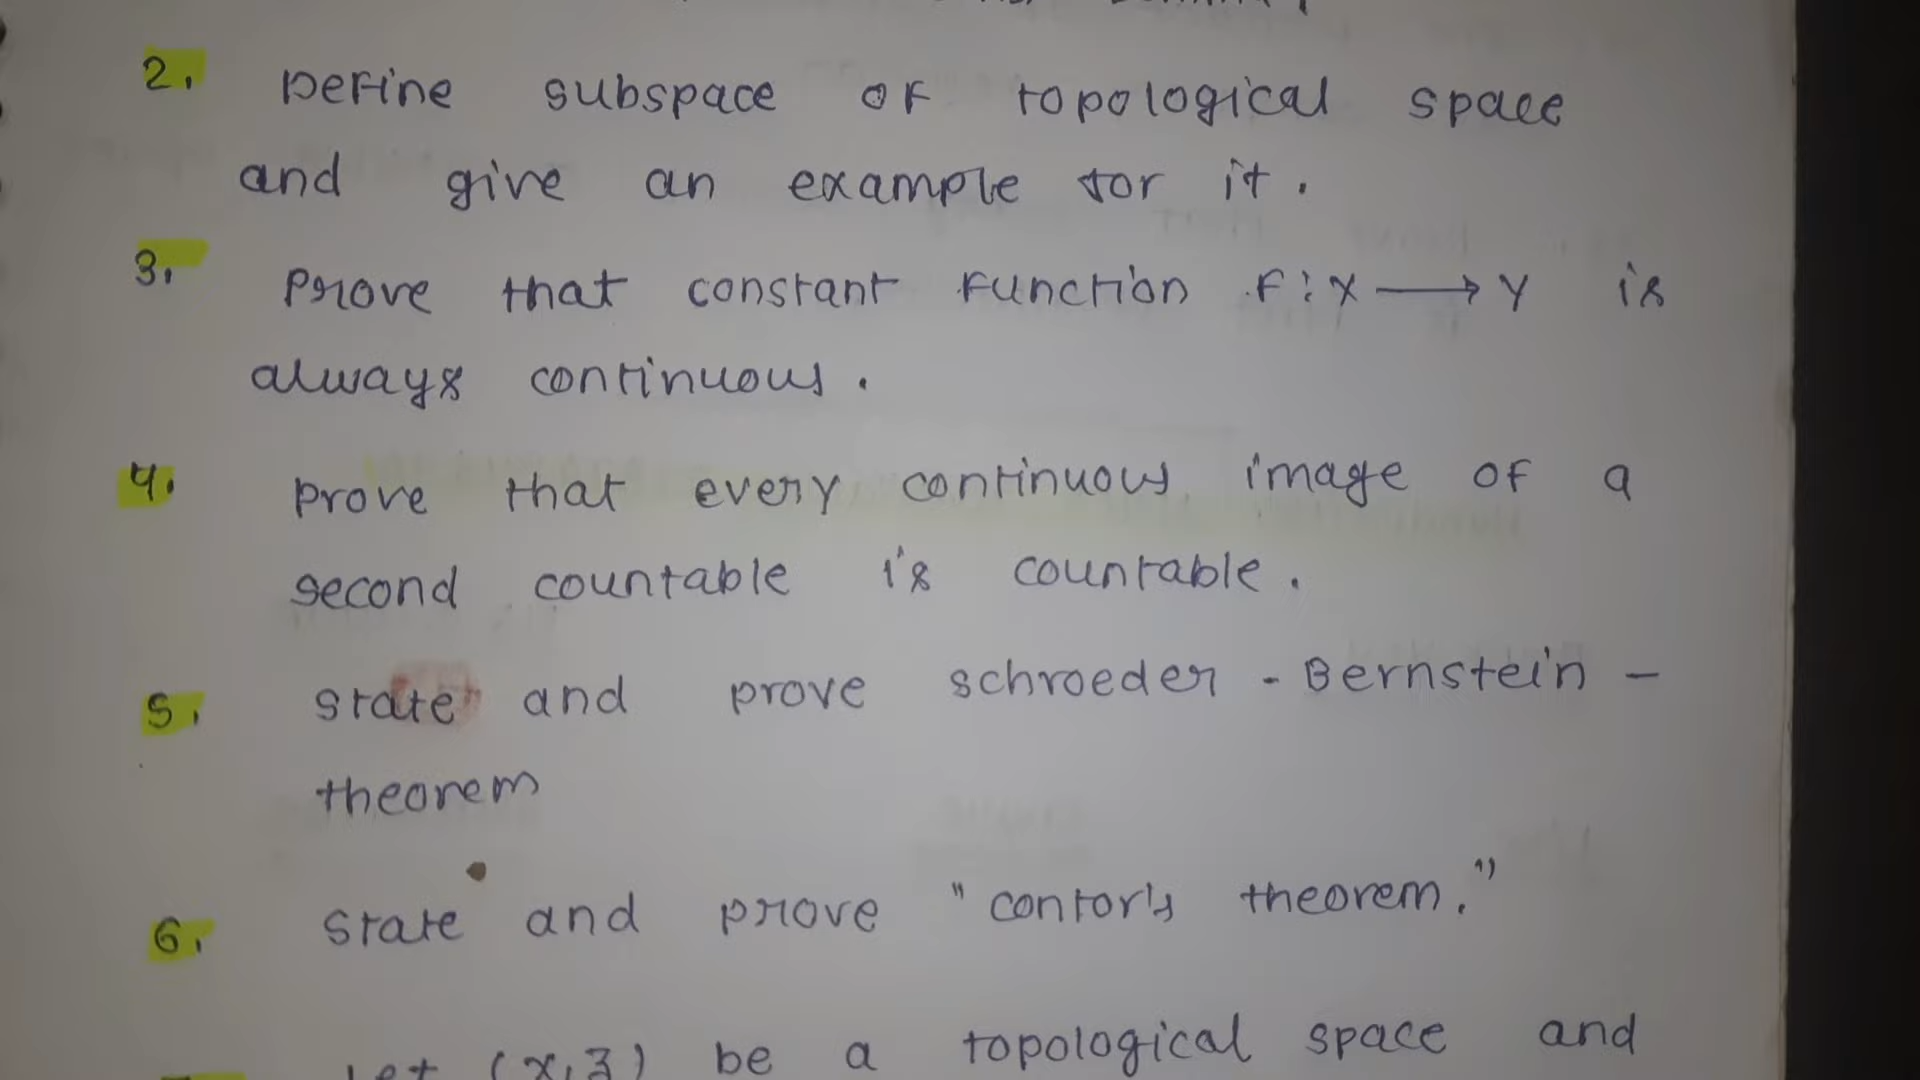 2. Define subspace of topological space
and give an example for it.
3. Prove that constant function f: X → Y is
always continuous.
4. prove that every continuous image of a
second countable is countable.
5. state and prove schroeder - Bernstein -
theorem
6. state and prove "contor's theorem."
Let (x,3) be a topological space and